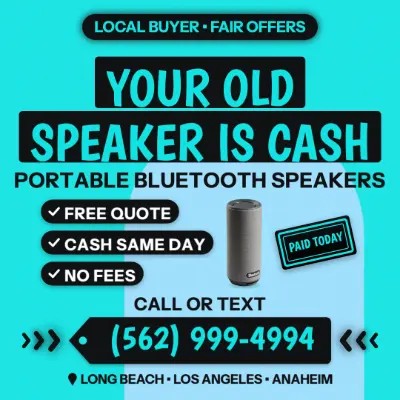 LOCAL BUYER • FAIR OFFERS
YOUR OLD
SPEAKER IS CASH
PORTABLE BLUETOOTH SPEAKERS
FREE QUOTE
CASH SAME DAY
NO FEES
PAID TODAY
CALL OR TEXT
(562) 999-4994
LONG BEACH • LOS ANGELES • ANAHEIM